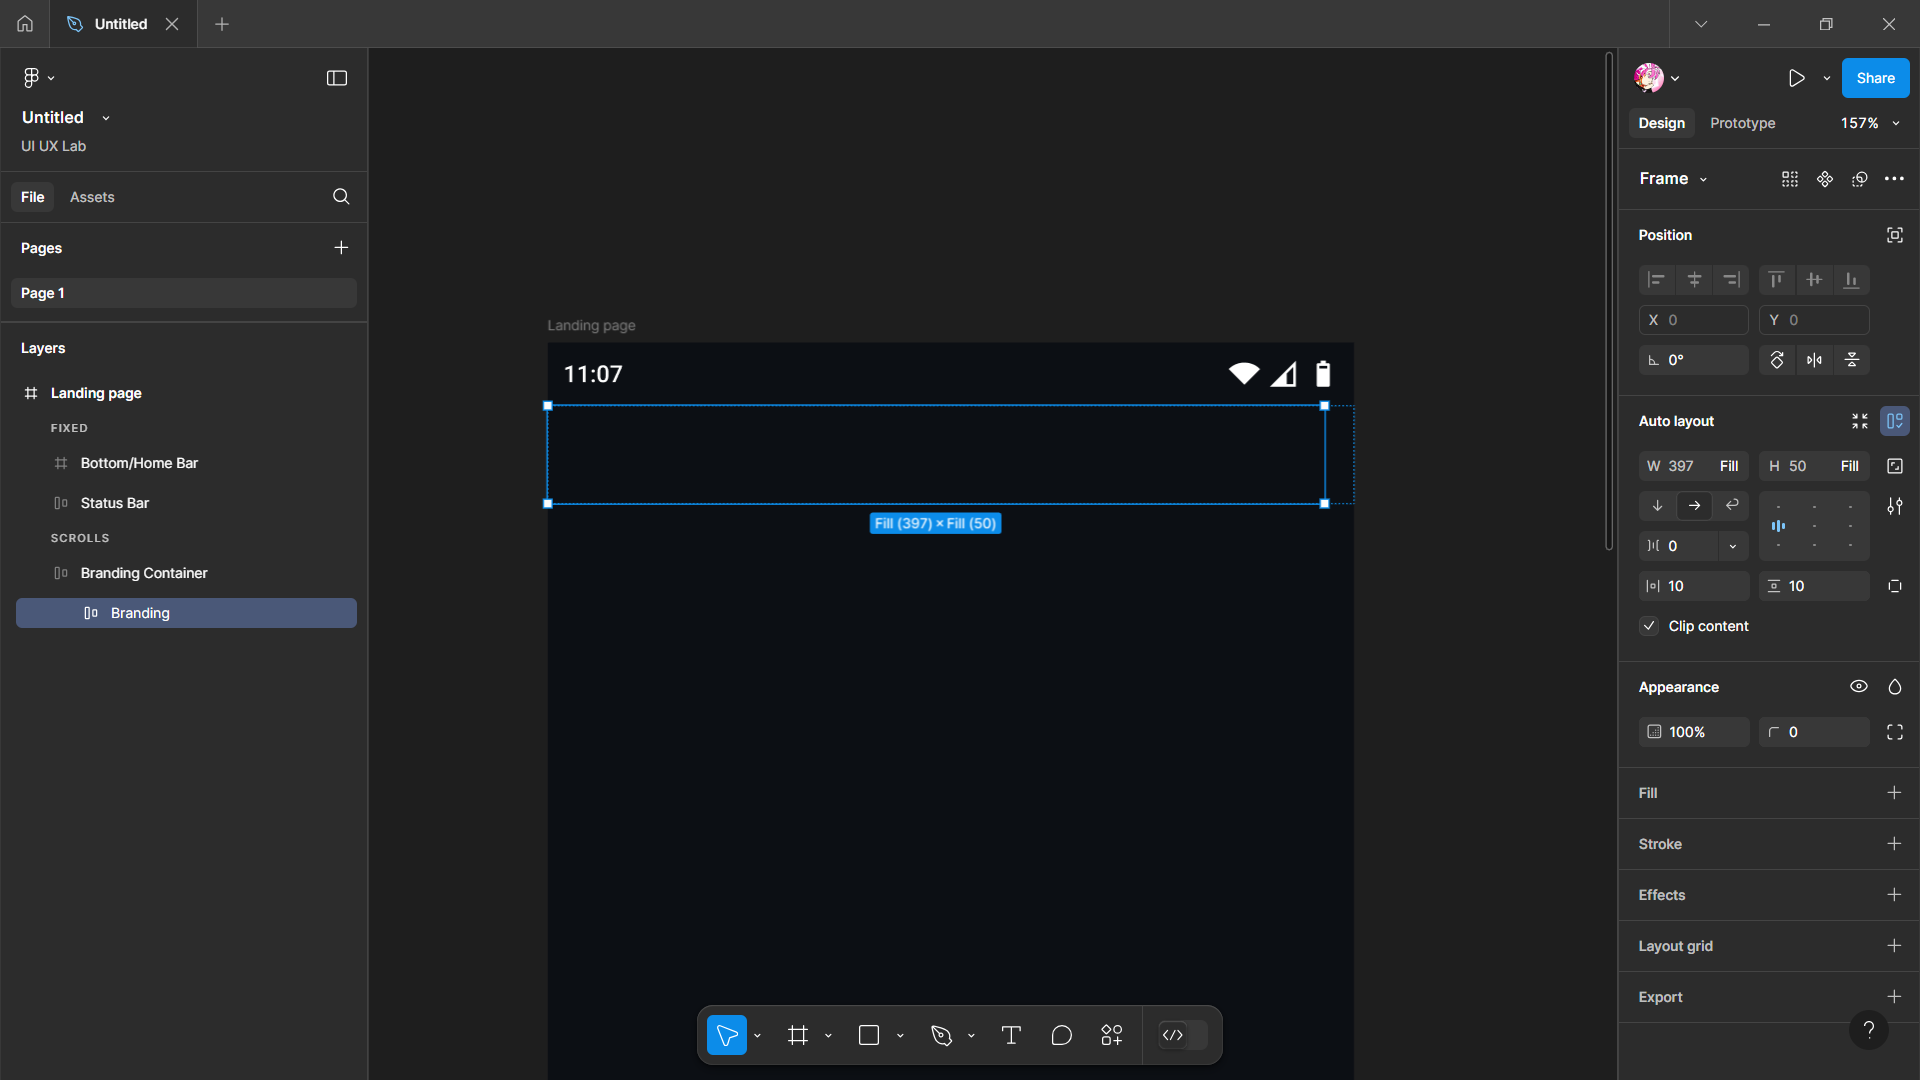 Untitled
Untitled
UI UX Lab
File
Assets
Pages
Page 1
Layers
Landing page
FIXED
Bottom/Home Bar
Status Bar
SCROLLS
Branding Container
Branding
Landing page
11:07
Fill (397) × Fill (50)
Share
Design
Prototype
157%
Frame
Position
X 0
Y 0
0°
Auto layout
W 397 Fill
H 50 Fill
0
10
10
Clip content
Appearance
100%
0
Fill
Stroke
Effects
Layout grid
Export
?